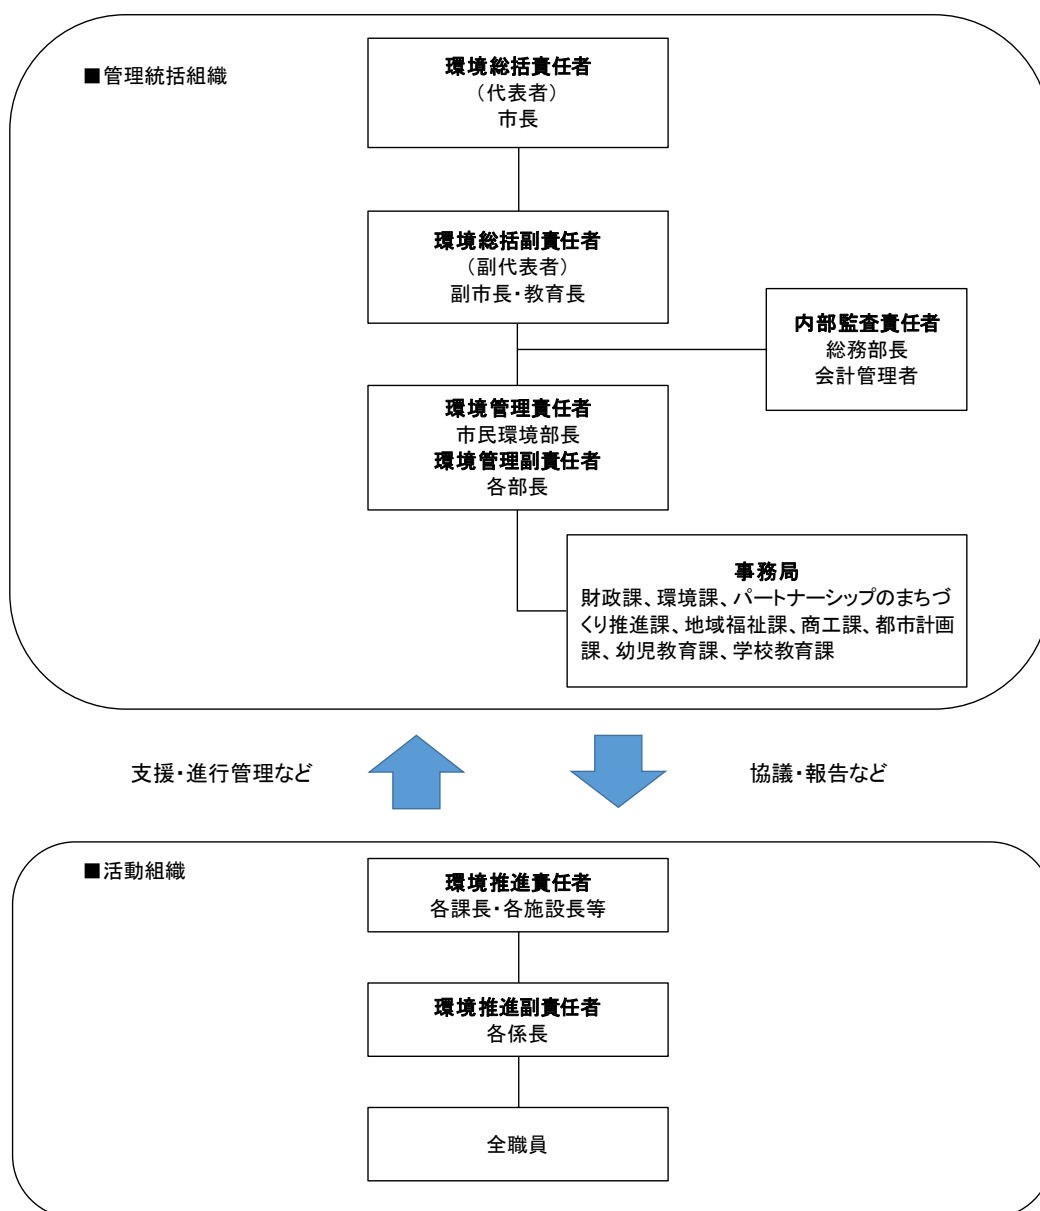 ■管理統括組織
環境総括責任者
（代表者）
市長
環境総括副責任者
（副代表者）
副市長・教育長
内部監査責任者
総務部長
会計管理者
環境管理責任者
市民環境部長
環境管理副責任者
各部長
事務局
財政課、環境課、パートナーシップのまちづ
くり推進課、地域福祉課、商工課、都市計画
課、幼児教育課、学校教育課
支援・進行管理など
協議・報告など
■活動組織
環境推進責任者
各課長・各施設長等
環境推進副責任者
各係長
全職員